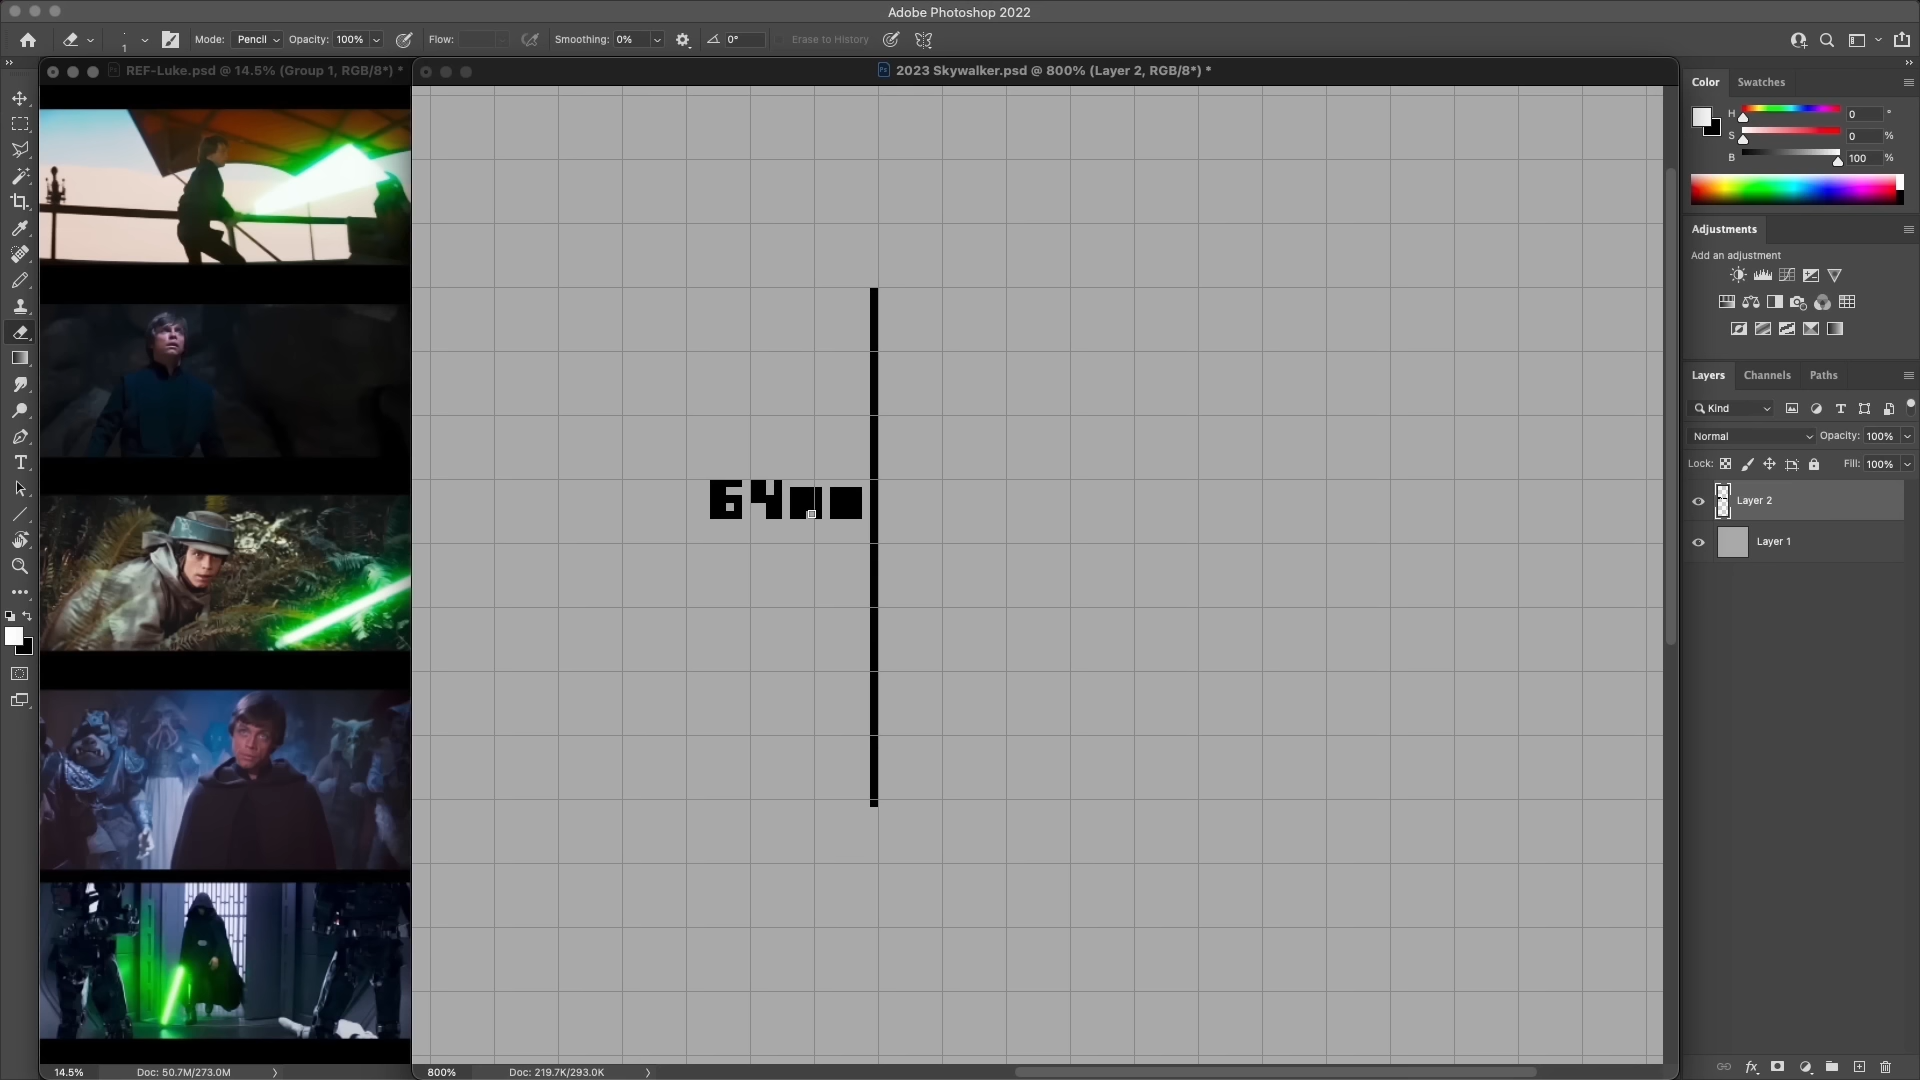 Adobe Photoshop 2022
1 Mode: Pencil Opacity: 100% Flow: Smoothing: 0% 0° Erase to History
REF-Luke.psd @ 14.5% (Group 1, RGB/8*) *
2023 Skywalker.psd @ 800% (Layer 2, RGB/8*) *
Color Swatches
H 0 °
S 0 %
B 100 %
Adjustments
Add an adjustment
Layers Channels Paths
Kind
Normal Opacity: 100%
Lock: Fill: 100%
Layer 2
Layer 1
64
14.5% Doc: 50.7M/273.0M
800% Doc: 219.7K/293.0K